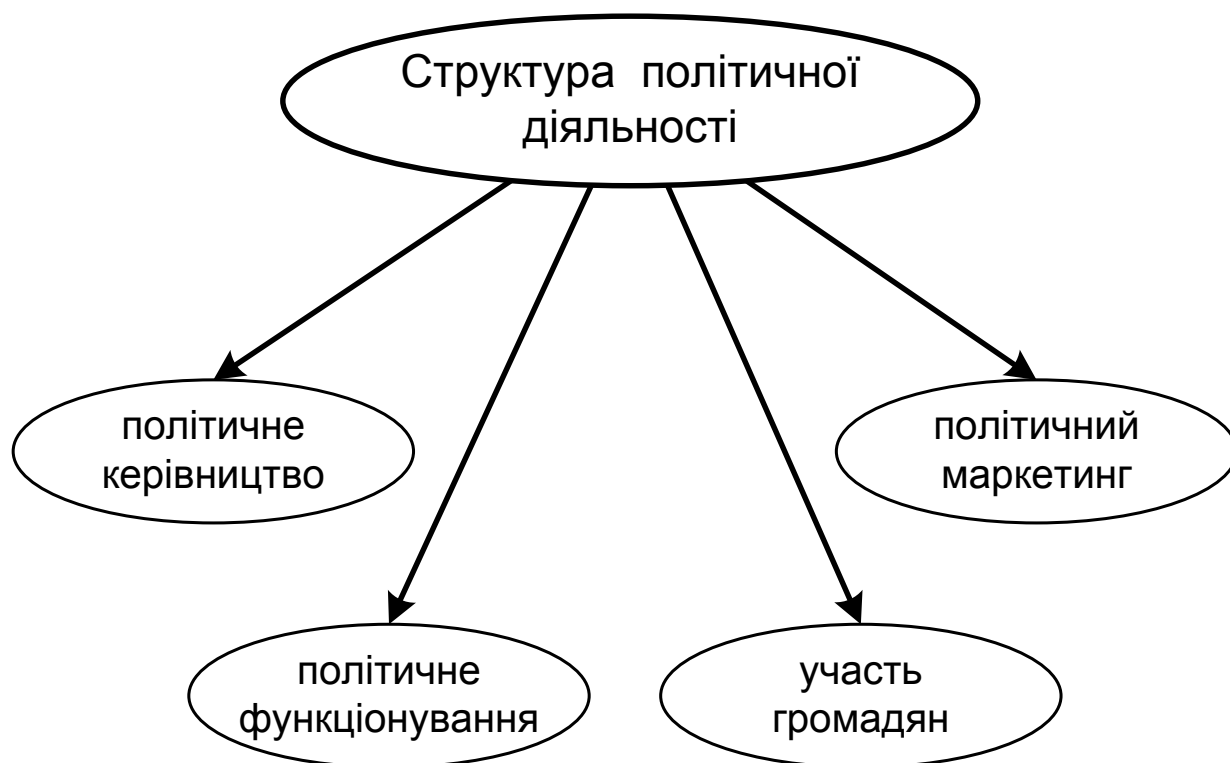 Структура політичної
діяльності
політичне
керівництво
політичний
маркетинг
політичне
функціонування
участь
громадян